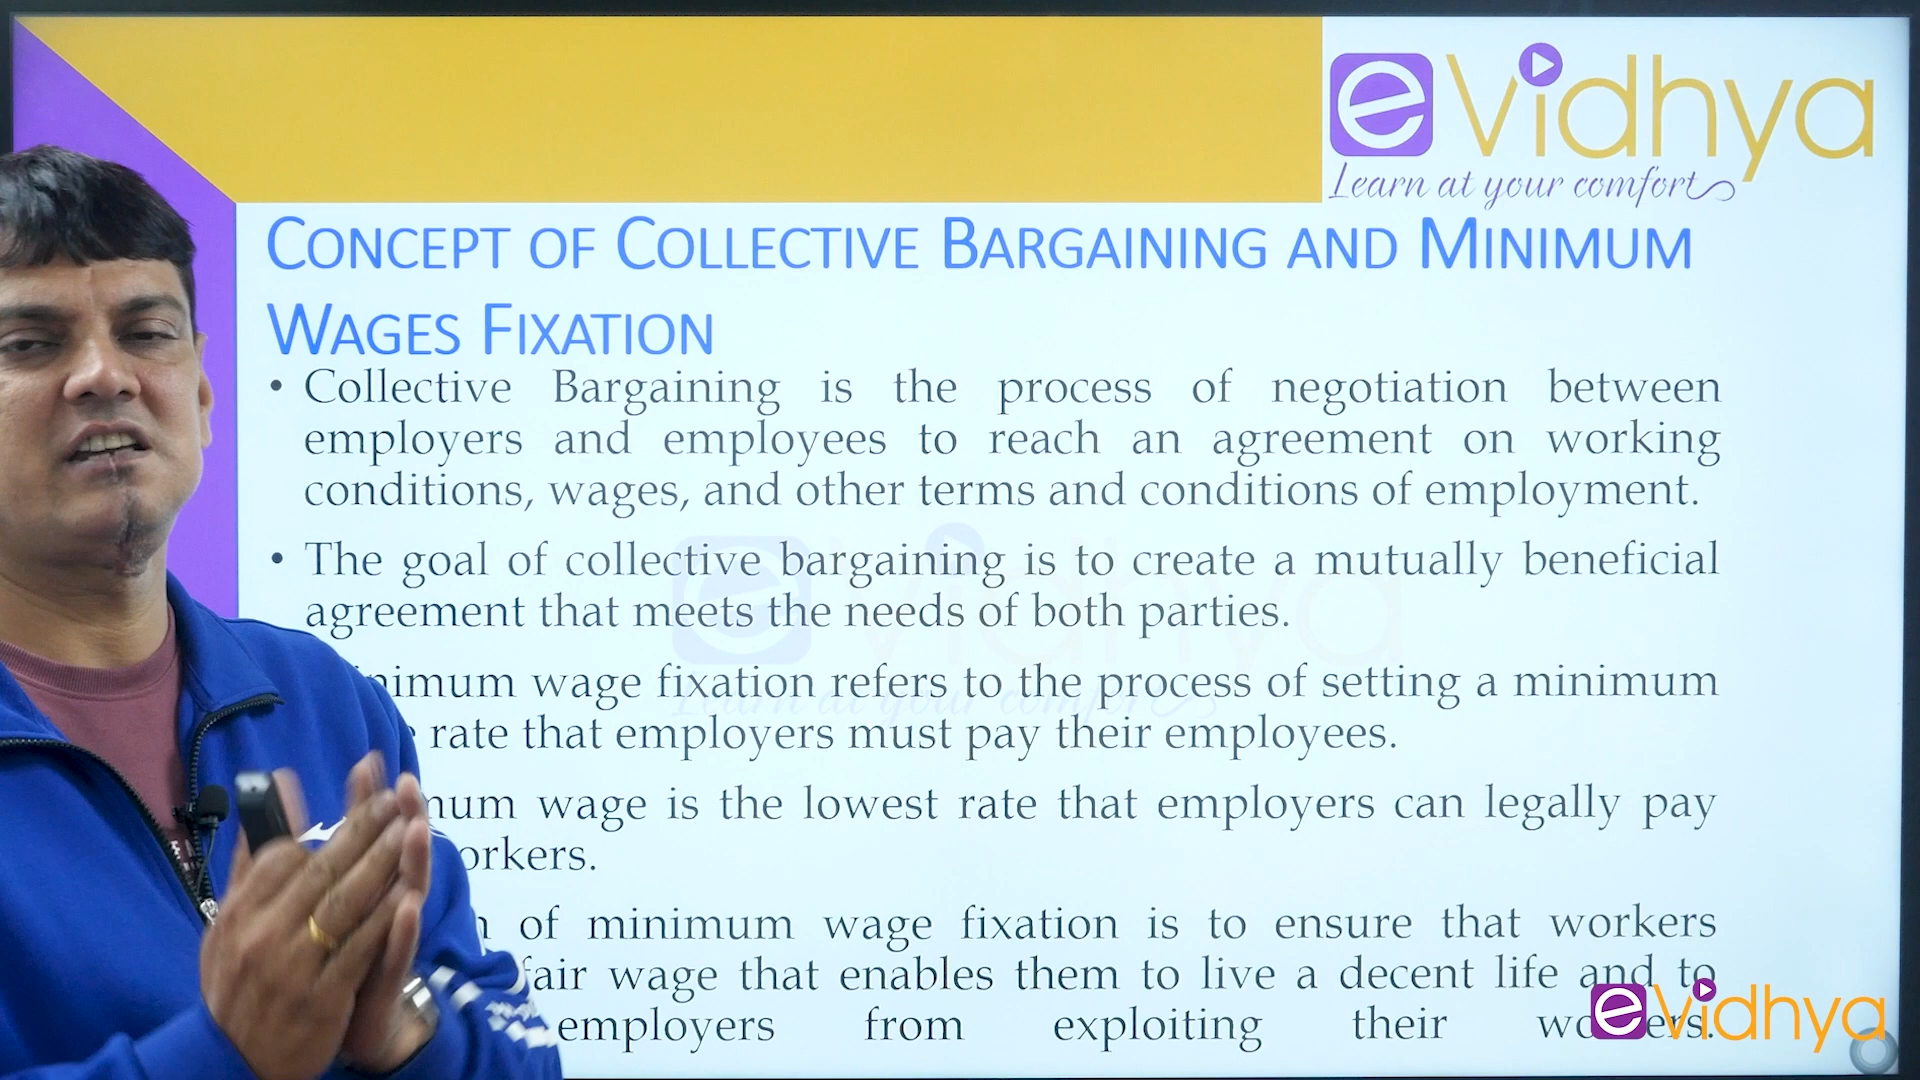 eVidhya
Learn at your comfort
CONCEPT OF COLLECTIVE BARGAINING AND MINIMUM
WAGES FIXATION
• Collective Bargaining is the process of negotiation between
employers and employees to reach an agreement on working
conditions, wages, and other terms and conditions of employment.
• The goal of collective bargaining is to create a mutually beneficial
agreement that meets the needs of both parties.
wage fixation refers to the process of setting a minimum
rate that employers must pay their employees.
wage is the lowest rate that employers can legally pay
of minimum wage fixation is to ensure that workers
fair wage that enables them to live a decent life and to
employers from exploiting their
eVidhya
Learn at your comfort
eVidhya